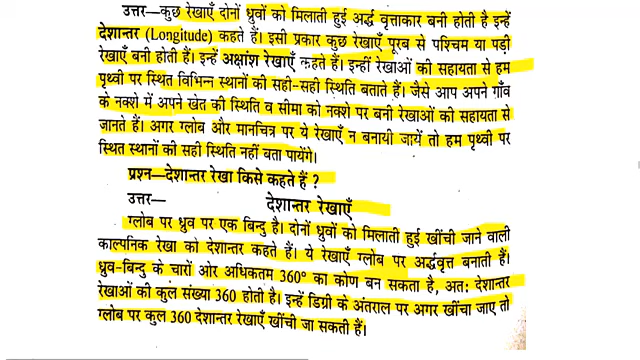 उत्तर—कुछ रेखाएँ दोनों ध्रुवों को मिलाती हुई अर्द्ध वृत्ताकार बनी होती है इन्हें
देशान्तर (Longitude) कहते हैं। इसी प्रकार कुछ रेखाएँ पूरब से पश्चिम या पड़ी
रेखाएँ बनी होती हैं। इन्हें अक्षांश रेखाएँ कहते हैं। इन्हीं रेखाओं की सहायता से हम
पृथ्वी पर स्थित विभिन्न स्थानों की सही-सही स्थिति बताते हैं। जैसे आप अपने गाँव
के नक्शे में अपने खेत की स्थिति व सीमा को नक्शे पर बनी रेखाओं की सहायता से
जानते हैं। अगर ग्लोब और मानचित्र पर ये रेखाएँ न बनायी जायें तो हम पृथ्वी पर
स्थित स्थानों की सही स्थिति नहीं बता पायेंगे।
प्रश्न—देशान्तर रेखा किसे कहते हैं ?
उत्तर— देशान्तर रेखाएँ
ग्लोब पर ध्रुव पर एक बिन्दु है। दोनों ध्रुवों को मिलाती हुई खींची जाने वाली
काल्पनिक रेखा को देशान्तर कहते हैं। ये रेखाएँ ग्लोब पर अर्द्धवृत्त बनाती हैं।
ध्रुव-बिन्दु के चारों ओर अधिकतम 360° का कोण बन सकता है, अतः देशान्तर
रेखाओं की कुल संख्या 360 होती है। इन्हें डिग्री के अंतराल पर अगर खींचा जाए तो
ग्लोब पर कुल 360 देशान्तर रेखाएँ खींची जा सकती हैं।